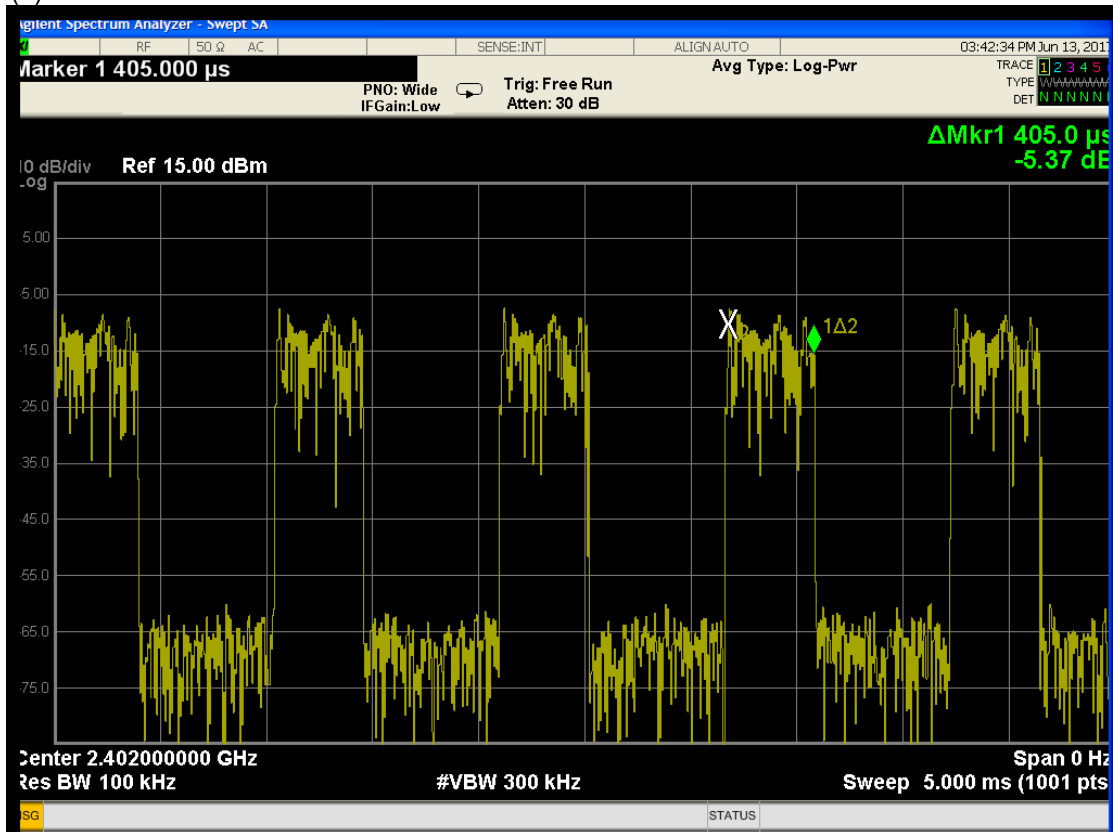 Agilent Spectrum Analyzer - Swept SA
RF 50 Ω AC SENSE:INT ALIGN AUTO 03:42:34 PM Jun 13, 201
Marker 1 405.000 µs
PNO: Wide
IFGain:Low
Trig: Free Run
Atten: 30 dB
Avg Type: Log-Pwr
TRACE 1 2 3 4 5
TYPE WWWWWW
DET N N N N N
ΔMkr1 405.0 µs
-5.37 dB
10 dB/div Ref 15.00 dBm
Log
5.00
-5.00
-15.0
-25.0
-35.0
-45.0
-55.0
-65.0
-75.0
X
2
1Δ2
Center 2.402000000 GHz Span 0 Hz
Res BW 100 kHz #VBW 300 kHz Sweep 5.000 ms (1001 pts
MSG STATUS